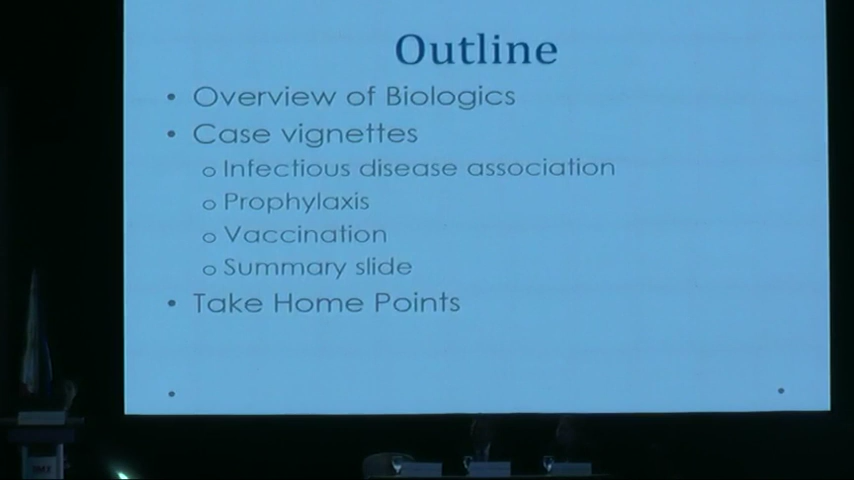 Outline
• Overview of Biologics
• Case vignettes
o Infectious disease association
o Prophylaxis
o Vaccination
o Summary slide
• Take Home Points